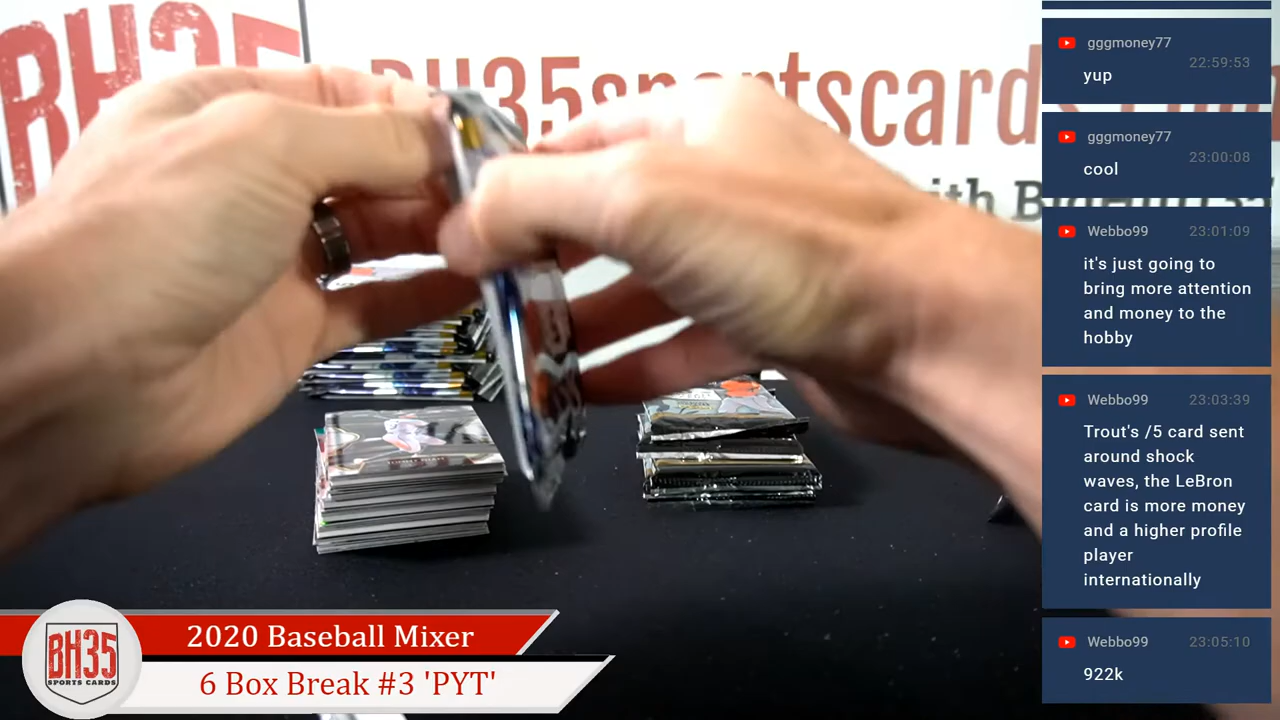 BH35
BH35sportscards
with B
gggmoney77
22:59:53
yup
gggmoney77
23:00:08
cool
Webbo99 23:01:09
it's just going to
bring more attention
and money to the
hobby
Webbo99 23:03:39
Trout's /5 card sent
around shock
waves, the LeBron
card is more money
and a higher profile
player
internationally
Webbo99 23:05:10
922k
BH35
SPORTS CARDS
2020 Baseball Mixer
6 Box Break #3 'PYT'